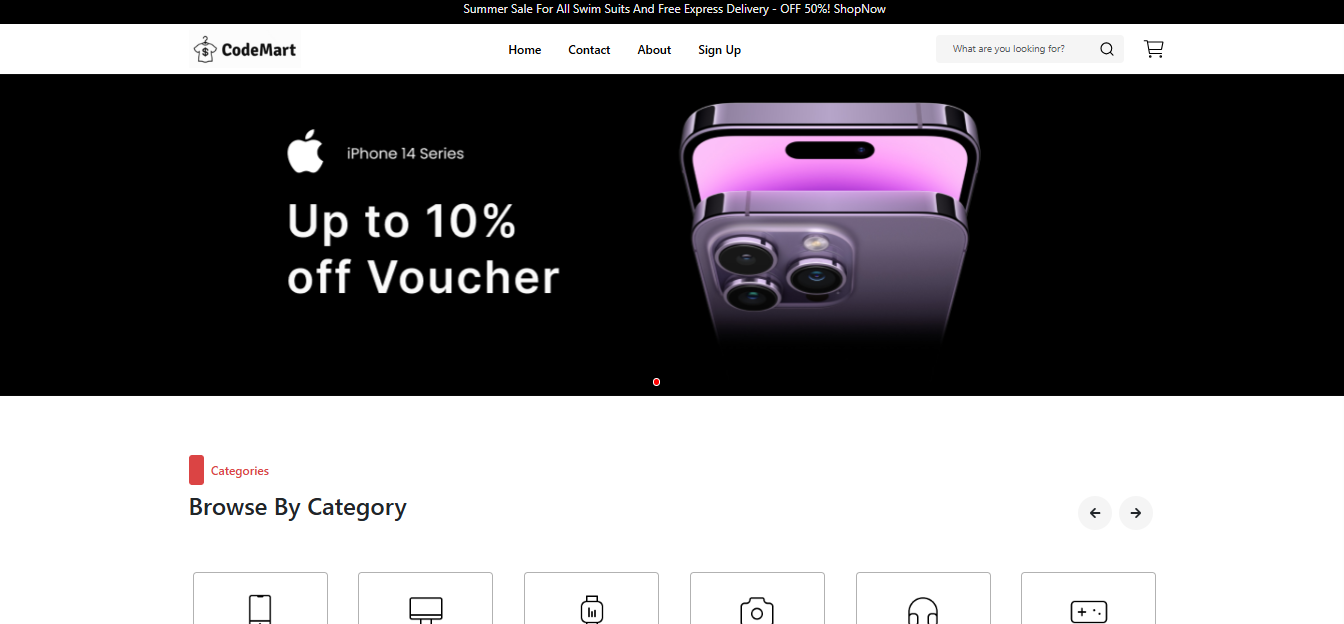 Summer Sale For All Swim Suits And Free Express Delivery - OFF 50%! ShopNow
$ CodeMart
Home Contact About Sign Up
What are you looking for?
iPhone 14 Series
Up to 10%
off Voucher
Categories
Browse By Category